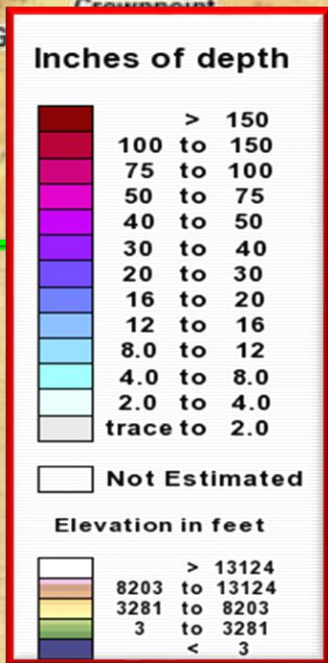 Crownpoint
Inches of depth
> 150
100 to 150
75 to 100
50 to 75
40 to 50
30 to 40
20 to 30
16 to 20
12 to 16
8.0 to 12
4.0 to 8.0
2.0 to 4.0
trace to 2.0
Not Estimated
Elevation in feet
> 13124
8203 to 13124
3281 to 8203
3 to 3281
< 3